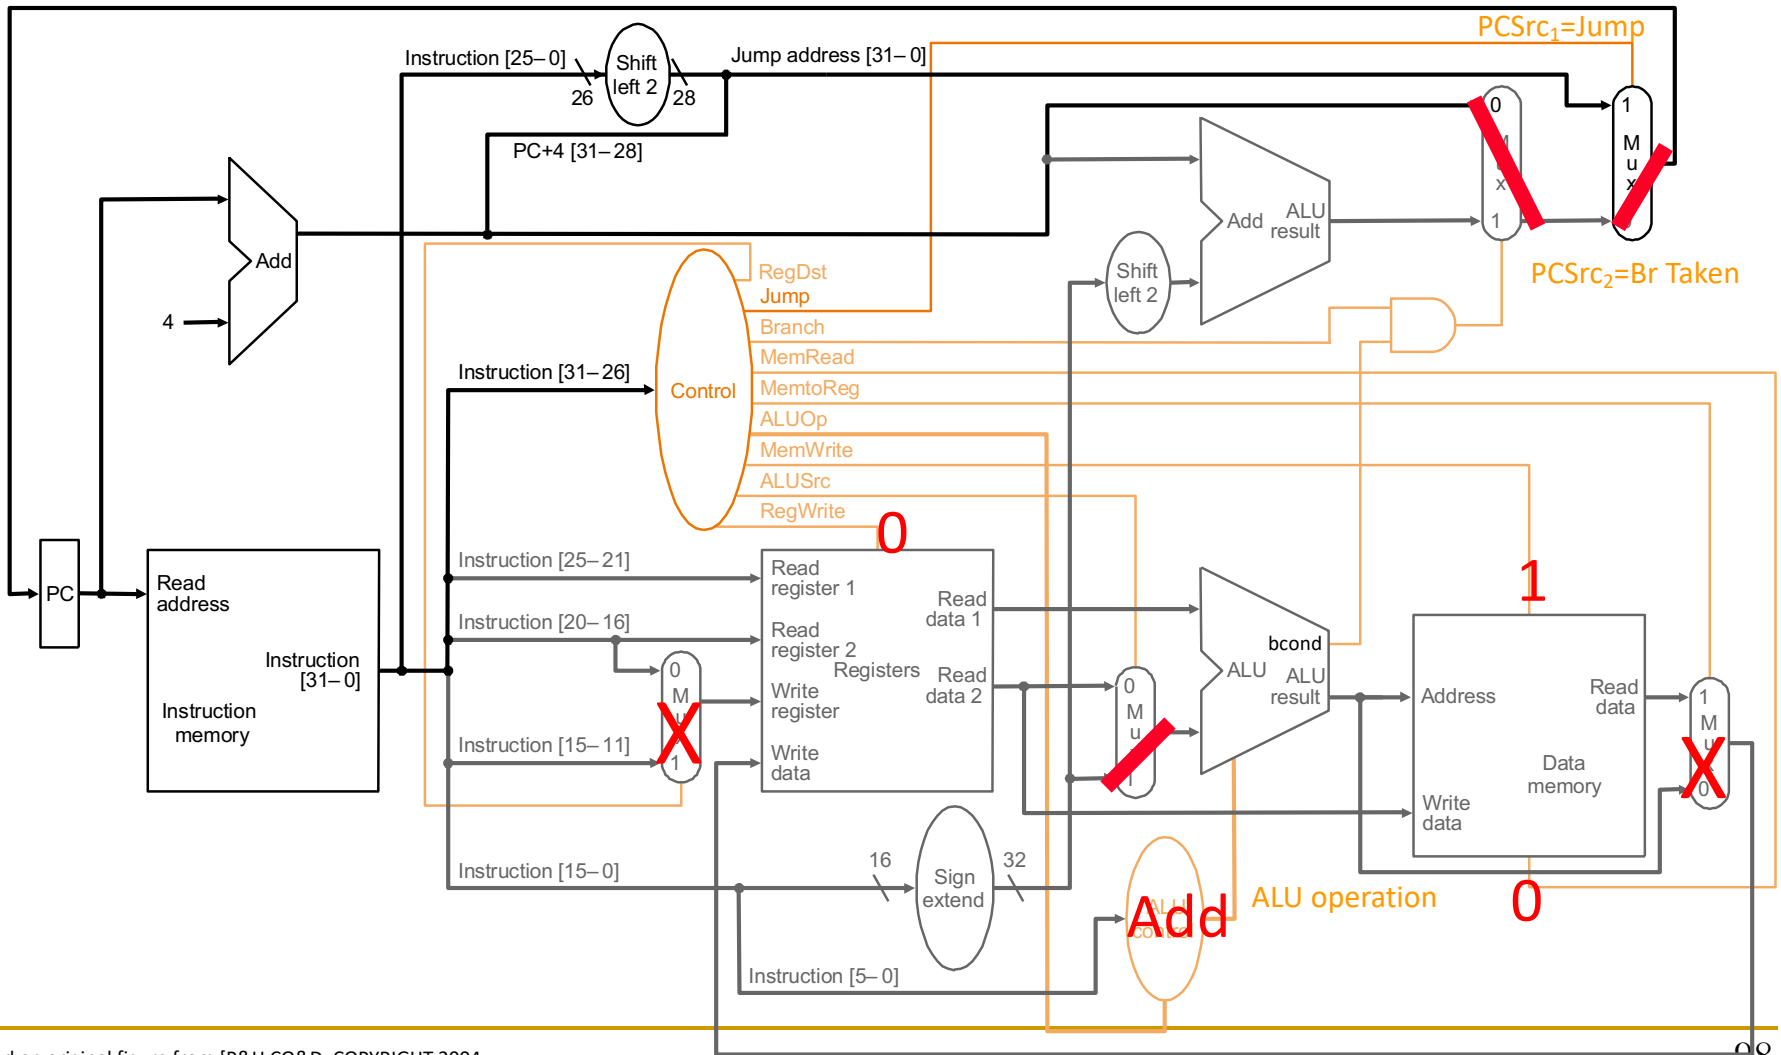 PCSrc1=Jump
Instruction [25–0]
Shift
left 2
Jump address [31–0]
26
28
0
1
M
u
x
PC+4 [31–28]
M
u
x
1
Add
ALU
result
Add
Shift
left 2
PCSrc2=Br Taken
4
RegDst
Jump
Branch
MemRead
MemtoReg
ALUOp
MemWrite
ALUSrc
RegWrite
Instruction [31–26]
Control
0
1
PC
Read
address
Instruction
[31–0]
Instruction
memory
Instruction [25–21]
Instruction [20–16]
Instruction [15–11]
Instruction [15–0]
Instruction [5–0]
0
M
X
1
Read
register 1
Read
register 2
Registers
Write
register
Write
data
Read
data 1
Read
data 2
0
M
u
bcond
ALU
ALU
result
Address
Read
data
Data
memory
Write
data
1
M
X
0
16
Sign
extend
32
Add
ALU operation
0